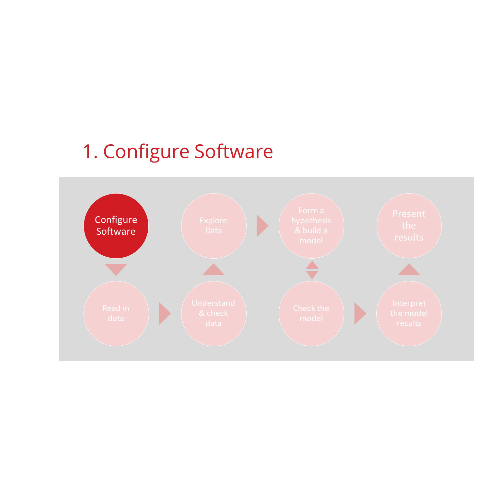 1. Configure Software
Configure
Software
Explore
Data
Form a
hypothesis
& build a
model
Present
the
results
Read in
data
Understand
& check
data
Check the
model
Interpret
the model
results